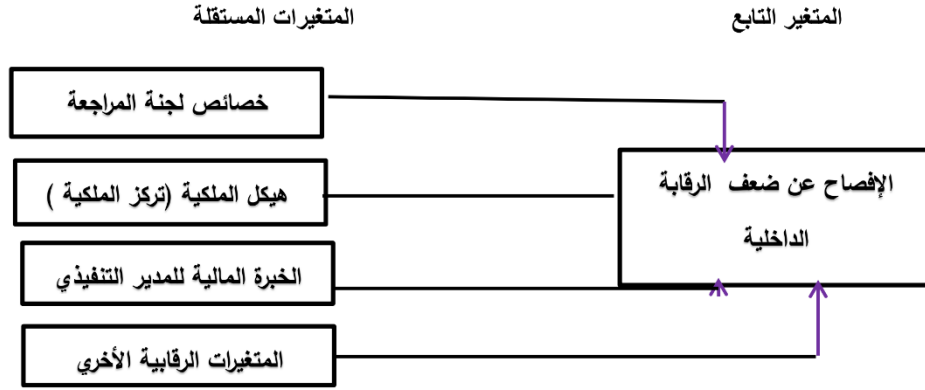 المتغيرات المستقلة
المتغير التابع
خصائص لجنة المراجعة
هيكل الملكية (تركز الملكية )
الخبرة المالية للمدير التنفيذي
المتغيرات الرقابية الأخري
الإفصاح عن ضعف الرقابة
الداخلية